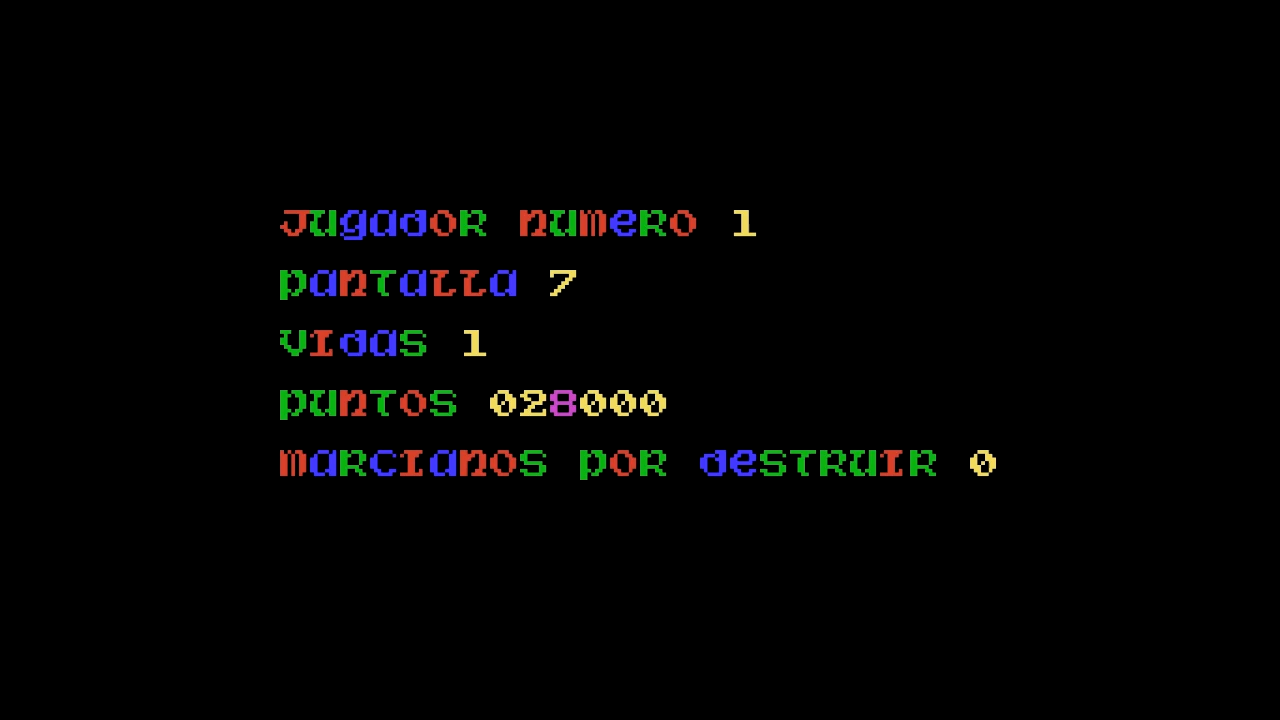 Jugador numero 1
pantalla 7
vidas 1
puntos 028000
marcianos por destruir 0